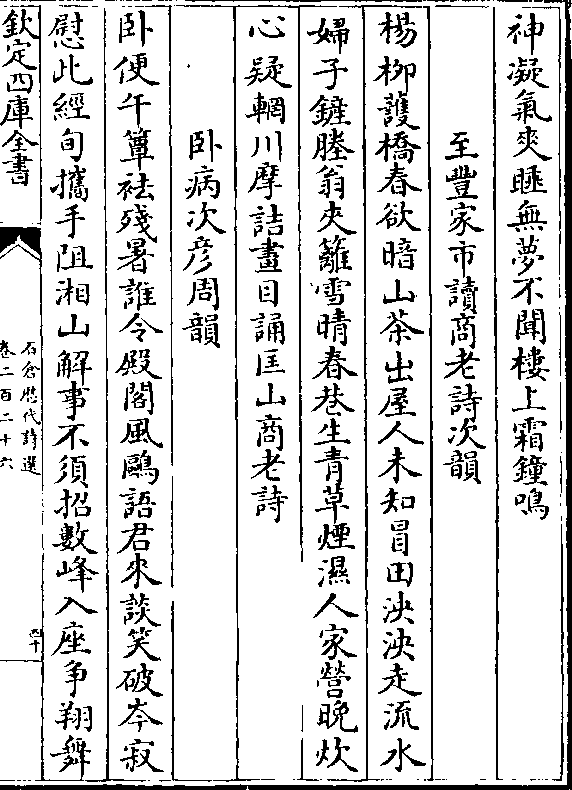 神凝氣爽睡無夢不聞樓上霜鐘鳴
至豐家市讀商老詩次韻
楊柳䕶橋春欲暗山茶出屋人未知冒田泱泱走流水
婦子鏟塍翁夾籬雪晴春巷生青草煙濕人家營晚炊
心疑輞川摩詰畫目誦匡山商老詩
卧病次彦周韻
卧便午簟祛殘暑誰令殿閣風鷗語君來談笑破岑寂
慰此經旬攜手阻湘山解事不須招數峰入座爭翔舞
欽定四庫全書
石倉歴代詩選
卷二百二十六
四十